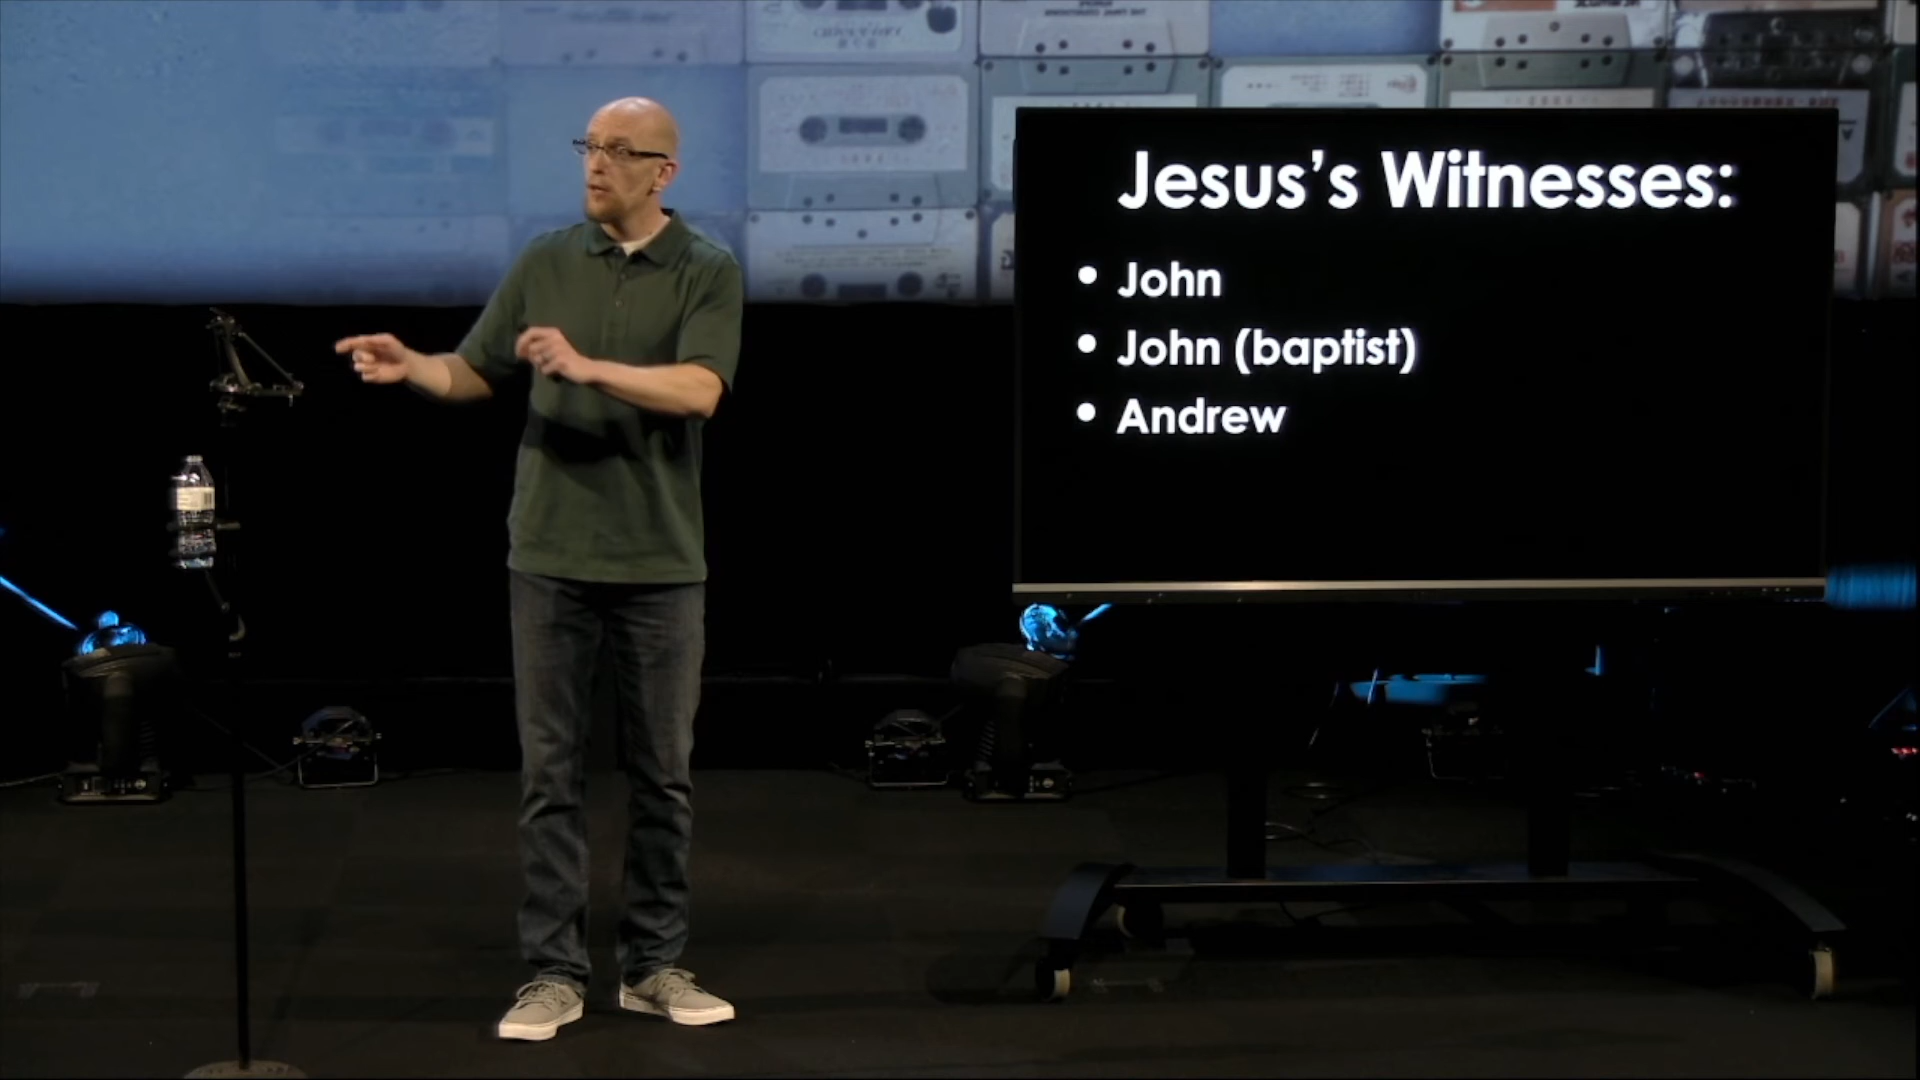 Jesus's Witnesses:
• John
• John (baptist)
• Andrew